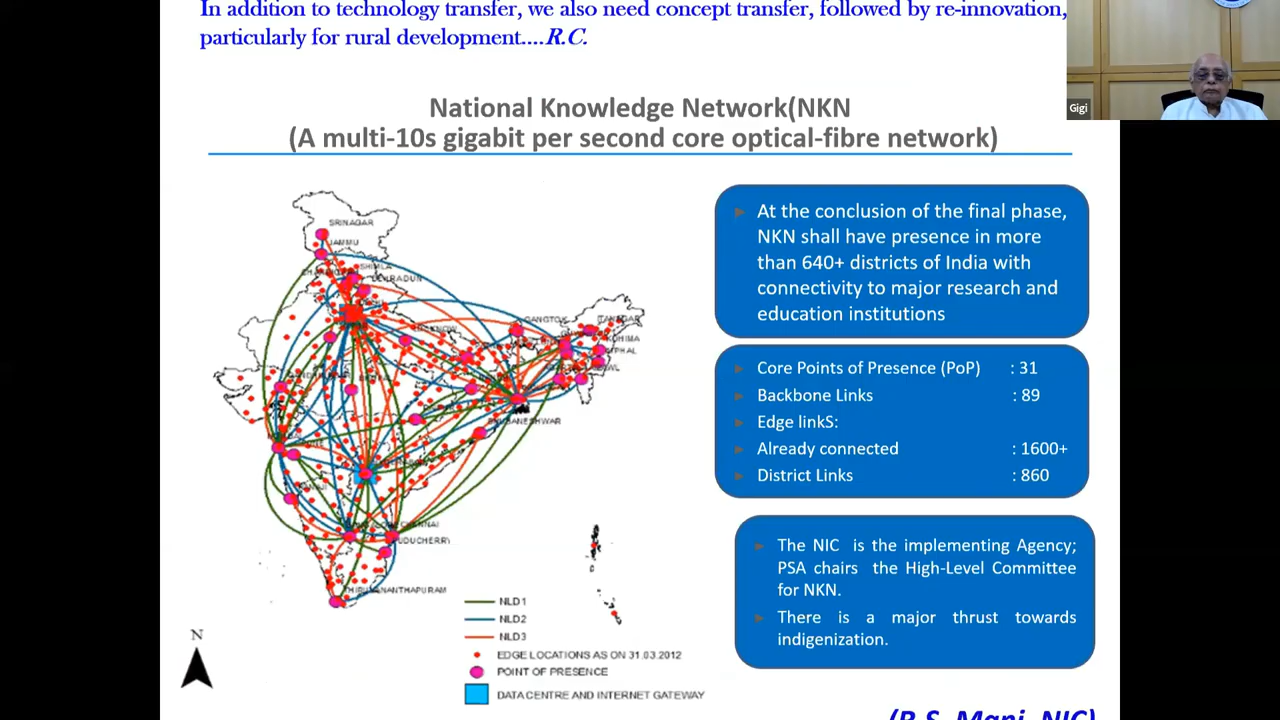 In addition to technology transfer, we also need concept transfer, followed by re-innovation,
particularly for rural development....R.C.
Gigi
National Knowledge Network(NKN
(A multi-10s gigabit per second core optical-fibre network)
At the conclusion of the final phase,
NKN shall have presence in more
than 640+ districts of India with
connectivity to major research and
education institutions
Core Points of Presence (PoP) : 31
Backbone Links : 89
Edge linkS:
Already connected : 1600+
District Links : 860
The NIC is the implementing Agency;
PSA chairs the High-Level Committee
for NKN.
There is a major thrust towards
indigenization.
SRINAGAR
JAMMU
SHIMLA
GANGTOK
KOHIMA
CHENNAI
N
NLD1
NLD2
NLD3
EDGE LOCATIONS AS ON 31.03.2012
POINT OF PRESENCE
DATA CENTRE AND INTERNET GATEWAY